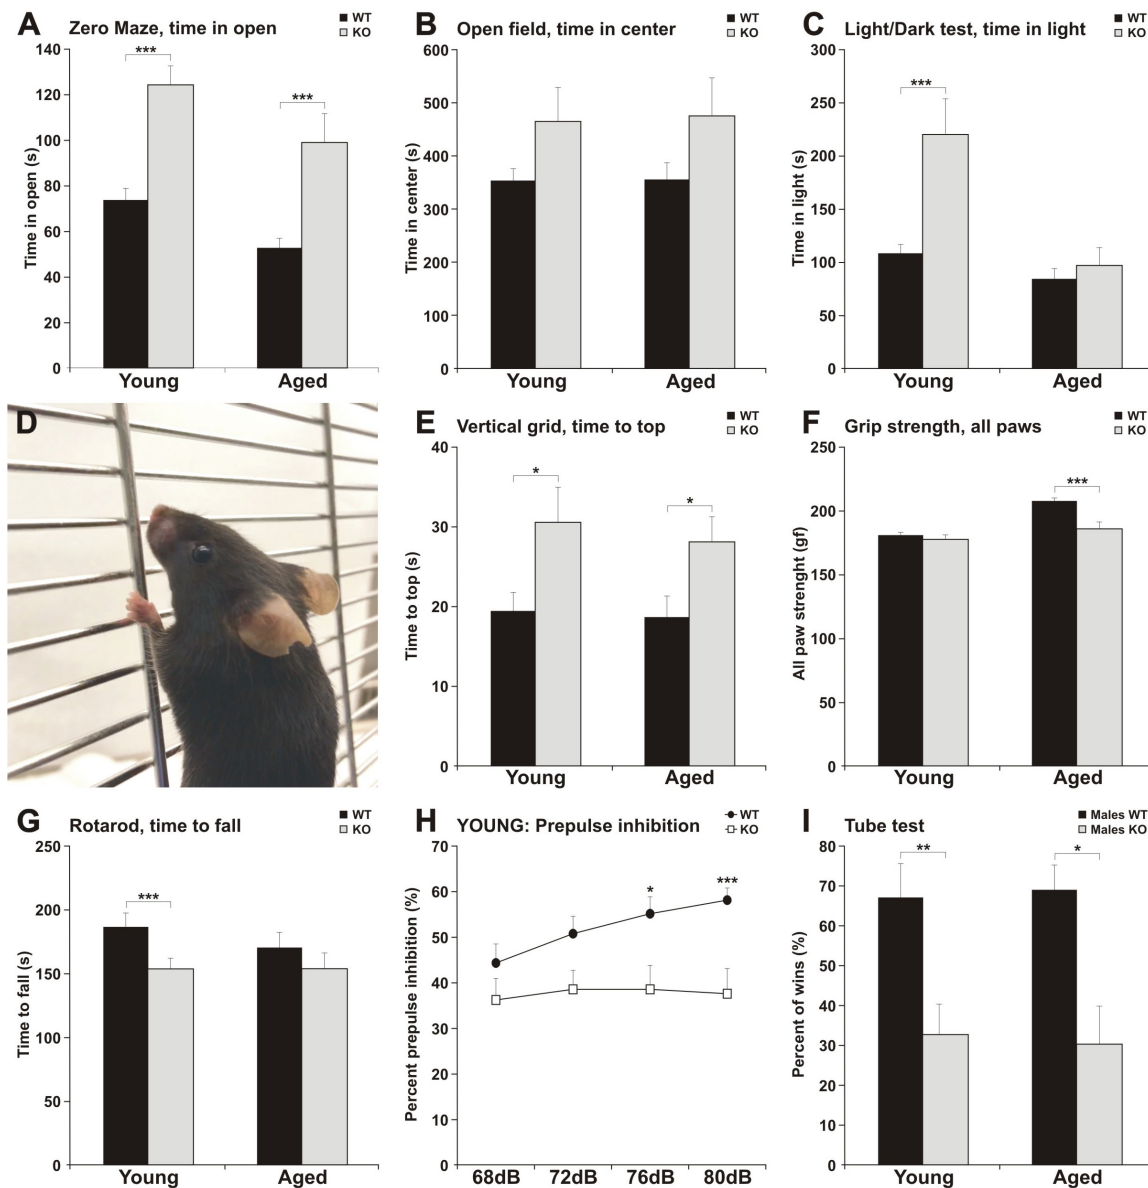 A Zero Maze, time in open
WT
KO
***
***
Time in open (s)
140
120
100
80
60
40
20
0
Young Aged
B Open field, time in center
WT
KO
Time in center (s)
600
500
400
300
200
100
0
Young Aged
C Light/Dark test, time in light
WT
KO
***
Time in light (s)
300
250
200
150
100
50
0
Young Aged
D
E Vertical grid, time to top
WT
KO
*
*
Time to top (s)
40
30
20
10
0
Young Aged
F Grip strength, all paws
WT
KO
***
All paw strenght (gf)
250
200
150
100
50
0
Young Aged
G Rotarod, time to fall
WT
KO
***
Time to fall (s)
250
200
150
100
50
0
Young Aged
H YOUNG: Prepulse inhibition
WT
KO
*
***
Percent prepulse inhibition (%)
70
60
50
40
30
20
10
0
68dB 72dB 76dB 80dB
I Tube test
Males WT
Males KO
**
*
Percent of wins (%)
80
70
60
50
40
30
20
10
0
Young Aged